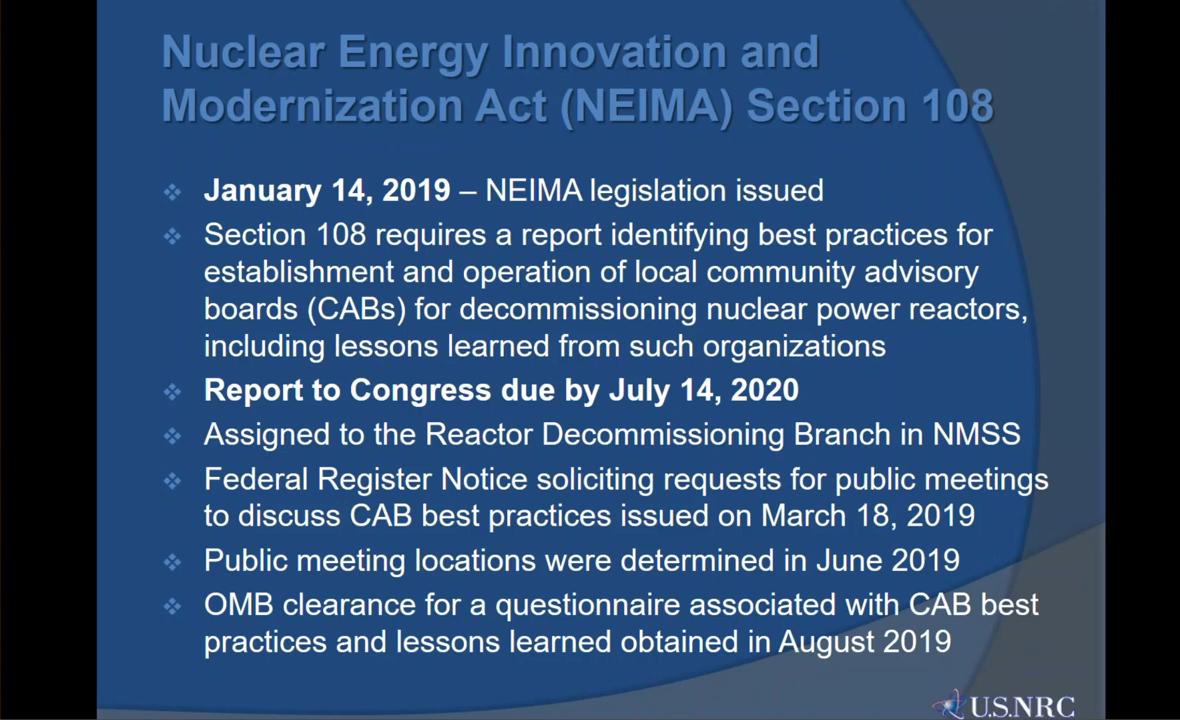 Nuclear Energy Innovation and
Modernization Act (NEIMA) Section 108
January 14, 2019 – NEIMA legislation issued
Section 108 requires a report identifying best practices for
establishment and operation of local community advisory
boards (CABs) for decommissioning nuclear power reactors,
including lessons learned from such organizations
Report to Congress due by July 14, 2020
Assigned to the Reactor Decommissioning Branch in NMSS
Federal Register Notice soliciting requests for public meetings
to discuss CAB best practices issued on March 18, 2019
Public meeting locations were determined in June 2019
OMB clearance for a questionnaire associated with CAB best
practices and lessons learned obtained in August 2019
U.S.NRC